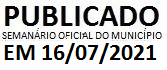 PUBLICADO
SEMANÁRIO OFICIAL DO MUNICÍPIO
EM 16/07/2021